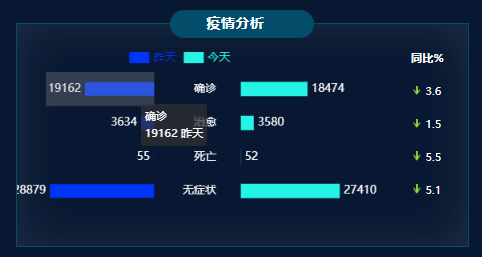 疫情分析
昨天 今天 同比%
19162 确诊 18474 3.6
3634 治愈 3580 1.5
确诊
19162 昨天
55 死亡 52 5.5
28879 无症状 27410 5.1